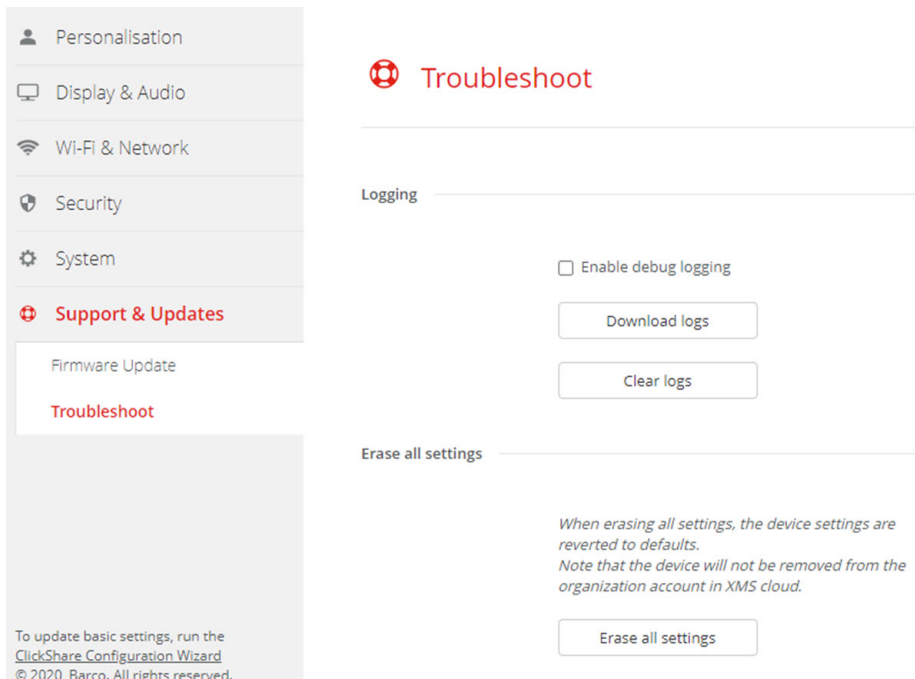 Personalisation
Display & Audio
Wi-Fi & Network
Security
System
Support & Updates
Firmware Update
Troubleshoot
To update basic settings, run the
ClickShare Configuration Wizard
© 2020 Barco. All rights reserved.
Troubleshoot
Logging
Enable debug logging
Download logs
Clear logs
Erase all settings
When erasing all settings, the device settings are
reverted to defaults.
Note that the device will not be removed from the
organization account in XMS cloud.
Erase all settings